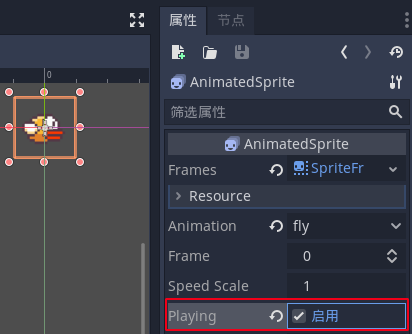 属性
节点
0
AnimatedSprite
筛选属性
AnimatedSprite
Frames
SpriteFr
Resource
Animation
fly
Frame
0
Speed Scale
1
Playing
启用